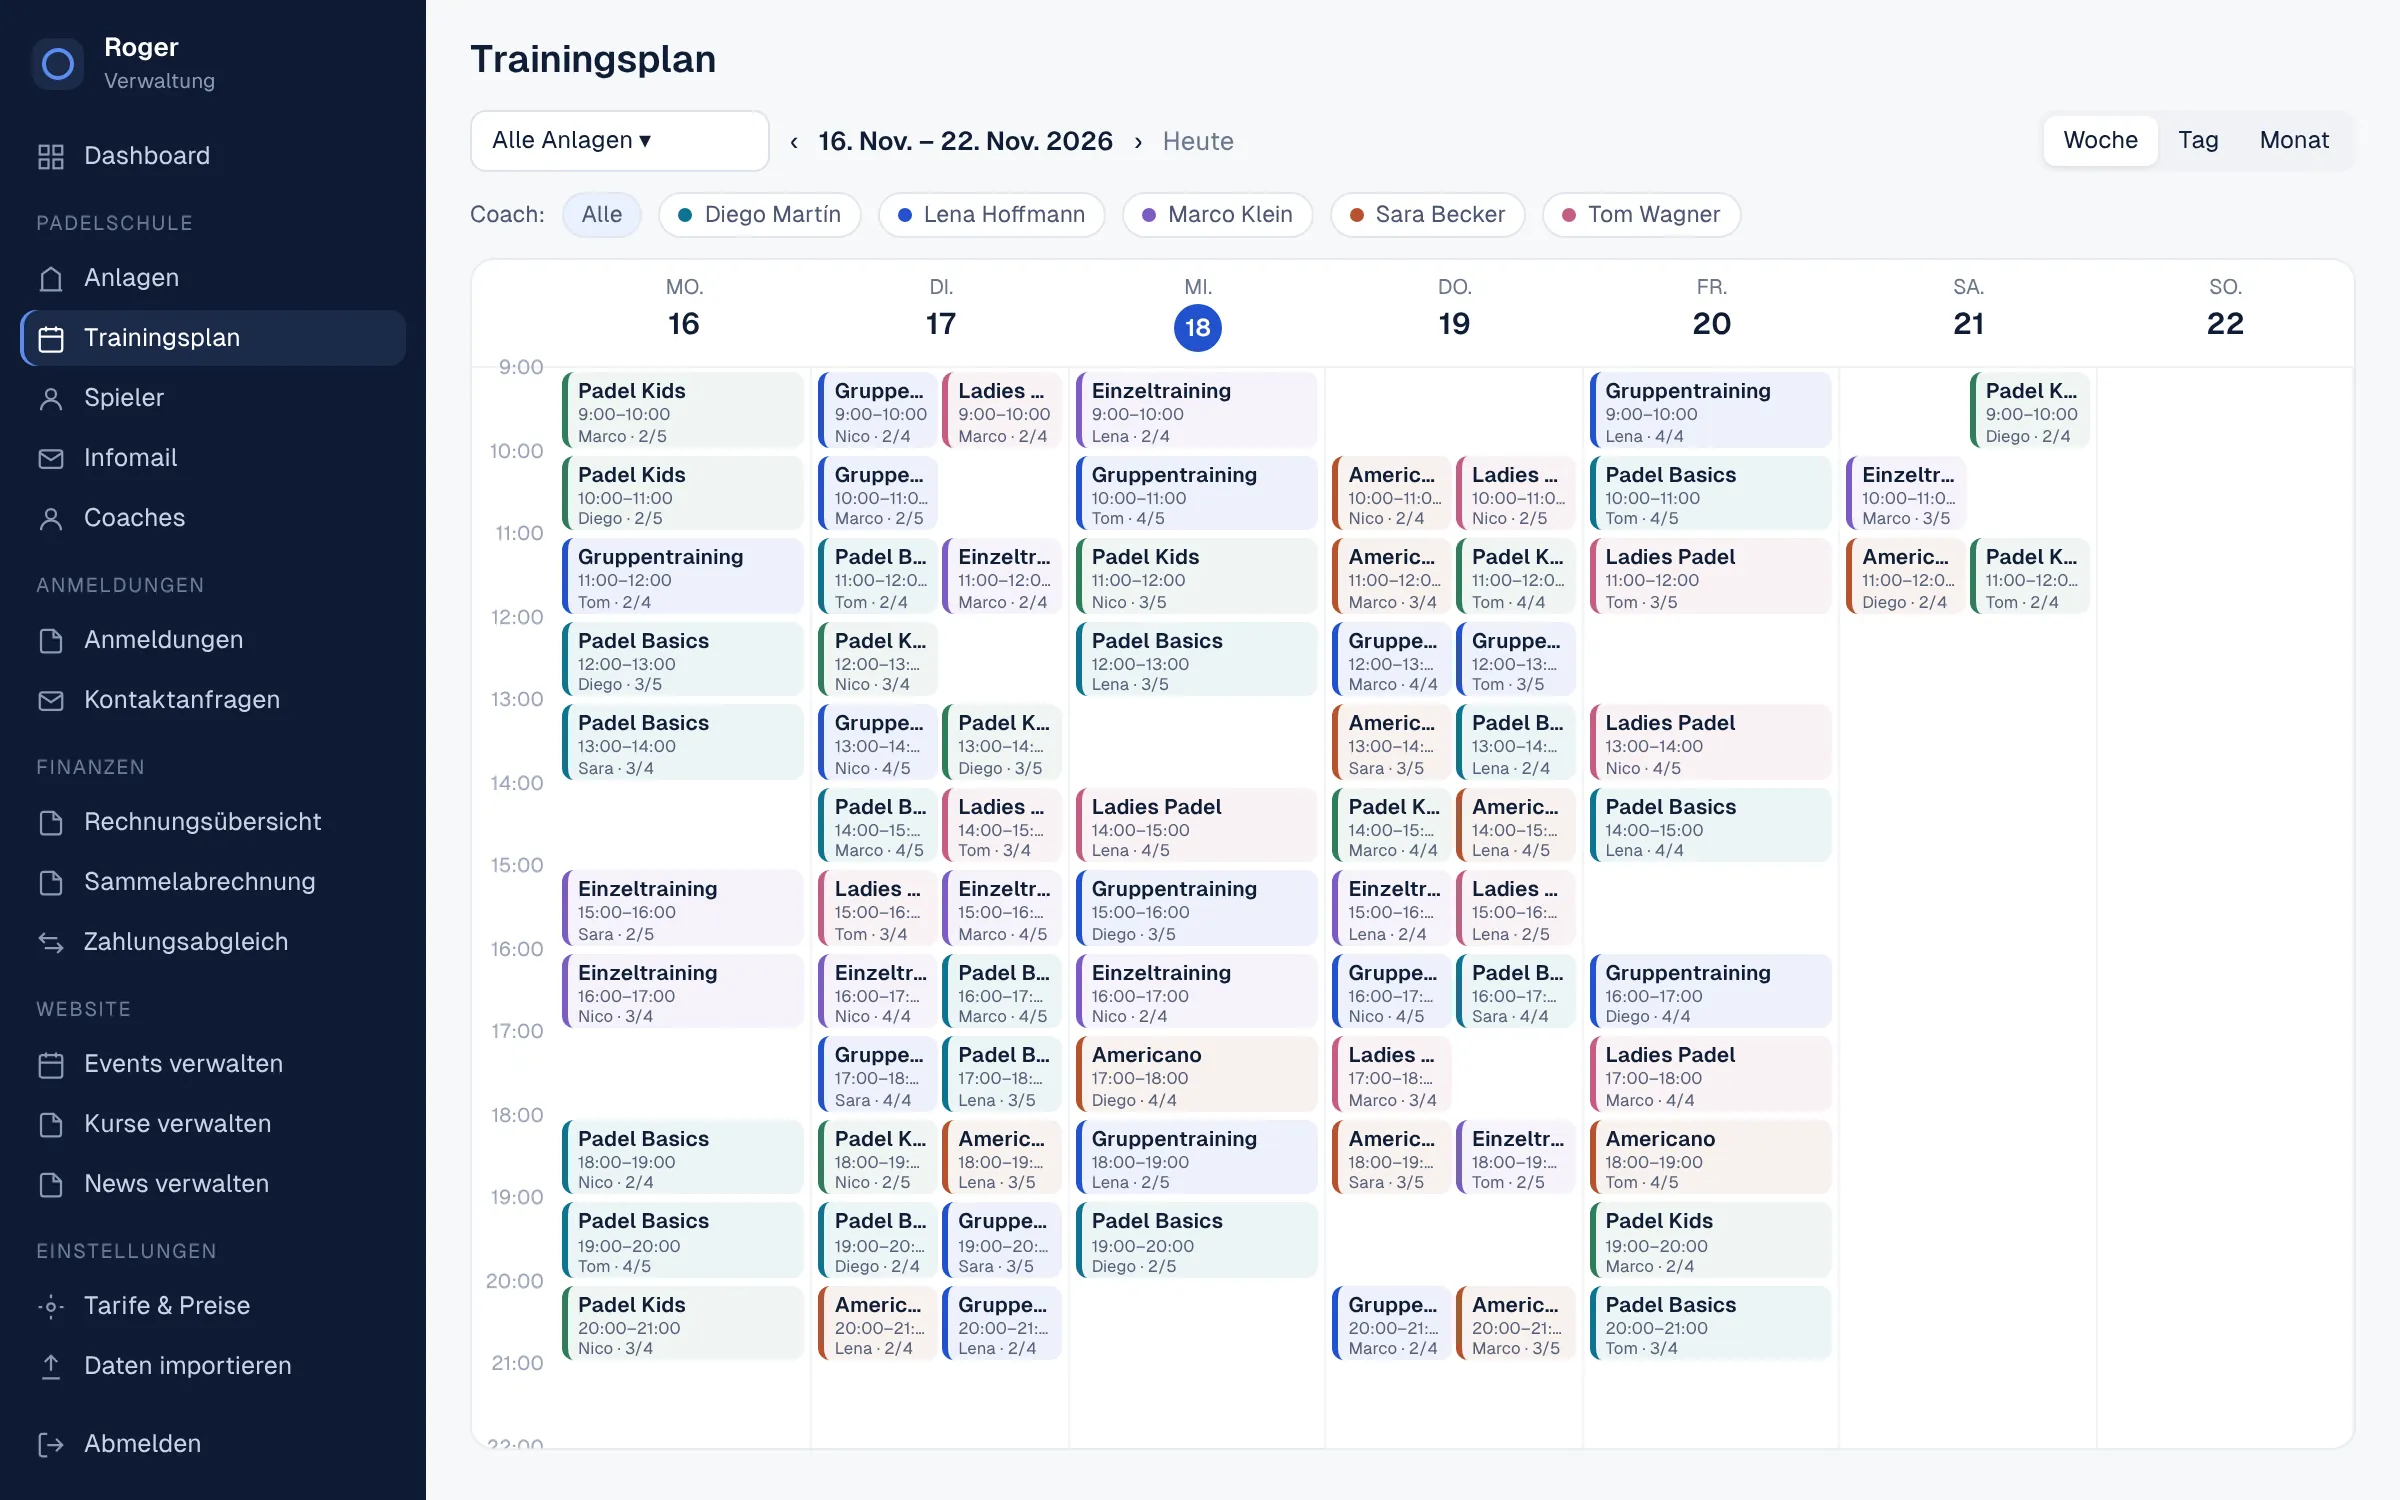 Roger
Verwaltung
Dashboard
PADELSCHULE
Anlagen
Trainingsplan
Spieler
Infomail
Coaches
ANMELDUNGEN
Anmeldungen
Kontaktanfragen
FINANZEN
Rechnungsübersicht
Sammelabrechnung
Zahlungsabgleich
WEBSITE
Events verwalten
Kurse verwalten
News verwalten
EINSTELLUNGEN
Tarife & Preise
Daten importieren
Abmelden
Trainingsplan
Alle Anlagen ▾
‹ 16. Nov. – 22. Nov. 2026 › Heute
Woche Tag Monat
Coach: Alle Diego Martín Lena Hoffmann Marco Klein Sara Becker Tom Wagner
MO. DI. MI. DO. FR. SA. SO.
16 17 18 19 20 21 22
9:00
Padel Kids Gruppe... Ladies ... Einzeltraining Gruppentraining Padel K...
9:00–10:00 9:00–10:00 9:00–10:00 9:00–10:00 9:00–10:00 9:00–10:00
Marco · 2/5 Nico · 2/4 Marco · 2/4 Lena · 2/4 Lena · 4/4 Diego · 2/4
10:00
Padel Kids Gruppe... Gruppentraining Americ... Ladies ... Padel Basics Einzeltr...
10:00–11:00 10:00–11:0... 10:00–11:00 10:00–11:0... 10:00–11:0... 10:00–11:00 10:00–11:0...
Diego · 2/5 Marco · 2/5 Tom · 4/5 Nico · 2/4 Nico · 2/5 Tom · 4/5 Marco · 3/5
11:00
Gruppentraining Padel B... Einzeltr... Padel Kids Americ... Padel K... Ladies Padel Americ... Padel K...
11:00–12:00 11:00–12:0... 11:00–12:0... 11:00–12:00 11:00–12:0... 11:00–12:0... 11:00–12:00 11:00–12:0... 11:00–12:0...
Tom · 2/4 Tom · 2/4 Marco · 2/4 Nico · 3/5 Marco · 3/4 Tom · 4/4 Tom · 3/5 Diego · 2/4 Tom · 2/4
12:00
Padel Basics Padel K... Padel Basics Gruppe... Gruppe...
12:00–13:00 12:00–13:... 12:00–13:00 12:00–13:... 12:00–13:...
Diego · 3/5 Nico · 3/4 Lena · 3/5 Marco · 4/4 Tom · 3/5
13:00
Padel Basics Gruppe... Padel K... Americ... Padel B... Ladies Padel
13:00–14:00 13:00–14:... 13:00–14:... 13:00–14:... 13:00–14:... 13:00–14:00
Sara · 3/4 Nico · 4/5 Diego · 3/5 Sara · 3/5 Lena · 2/4 Nico · 4/5
14:00
Padel B... Ladies ... Ladies Padel Padel K... Americ... Padel Basics
14:00–15:... 14:00–15:... 14:00–15:00 14:00–15:... 14:00–15:... 14:00–15:00
Marco · 4/5 Tom · 3/4 Lena · 4/5 Marco · 4/4 Lena · 4/5 Lena · 4/4
15:00
Einzeltraining Ladies ... Einzeltr... Gruppentraining Einzeltr... Ladies ...
15:00–16:00 15:00–16:... 15:00–16:... 15:00–16:00 15:00–16:... 15:00–16:...
Sara · 2/5 Tom · 3/4 Marco · 4/5 Diego · 3/5 Lena · 2/4 Lena · 2/5
16:00
Einzeltraining Einzeltr... Padel B... Einzeltraining Gruppe... Padel B... Gruppentraining
16:00–17:00 16:00–17:... 16:00–17:... 16:00–17:00 16:00–17:... 16:00–17:... 16:00–17:00
Nico · 3/4 Nico · 4/4 Marco · 4/5 Nico · 2/4 Nico · 4/5 Sara · 4/4 Diego · 4/4
17:00
Gruppe... Padel B... Americano Ladies ... Ladies Padel
17:00–18:... 17:00–18:... 17:00–18:00 17:00–18:... 17:00–18:00
Sara · 4/4 Lena · 3/5 Diego · 4/4 Marco · 3/4 Marco · 4/4
18:00
Padel Basics Padel K... Americ... Gruppentraining Americ... Einzeltr... Americano
18:00–19:00 18:00–19:... 18:00–19:... 18:00–19:00 18:00–19:... 18:00–19:... 18:00–19:00
Nico · 2/4 Nico · 2/5 Lena · 3/5 Lena · 2/5 Sara · 3/5 Tom · 2/5 Tom · 4/5
19:00
Padel Basics Padel B... Gruppe... Padel Basics Padel Kids
19:00–20:00 19:00–20:... 19:00–20:... 19:00–20:00 19:00–20:00
Tom · 4/5 Diego · 2/4 Sara · 3/5 Diego · 2/5 Marco · 2/4
20:00
Padel Kids Americ... Gruppe... Gruppe... Americ... Padel Basics
20:00–21:00 20:00–21:... 20:00–21:... 20:00–21:... 20:00–21:... 20:00–21:00
Nico · 3/4 Lena · 2/4 Lena · 2/4 Marco · 2/4 Marco · 3/5 Tom · 3/4
21:00
22:00